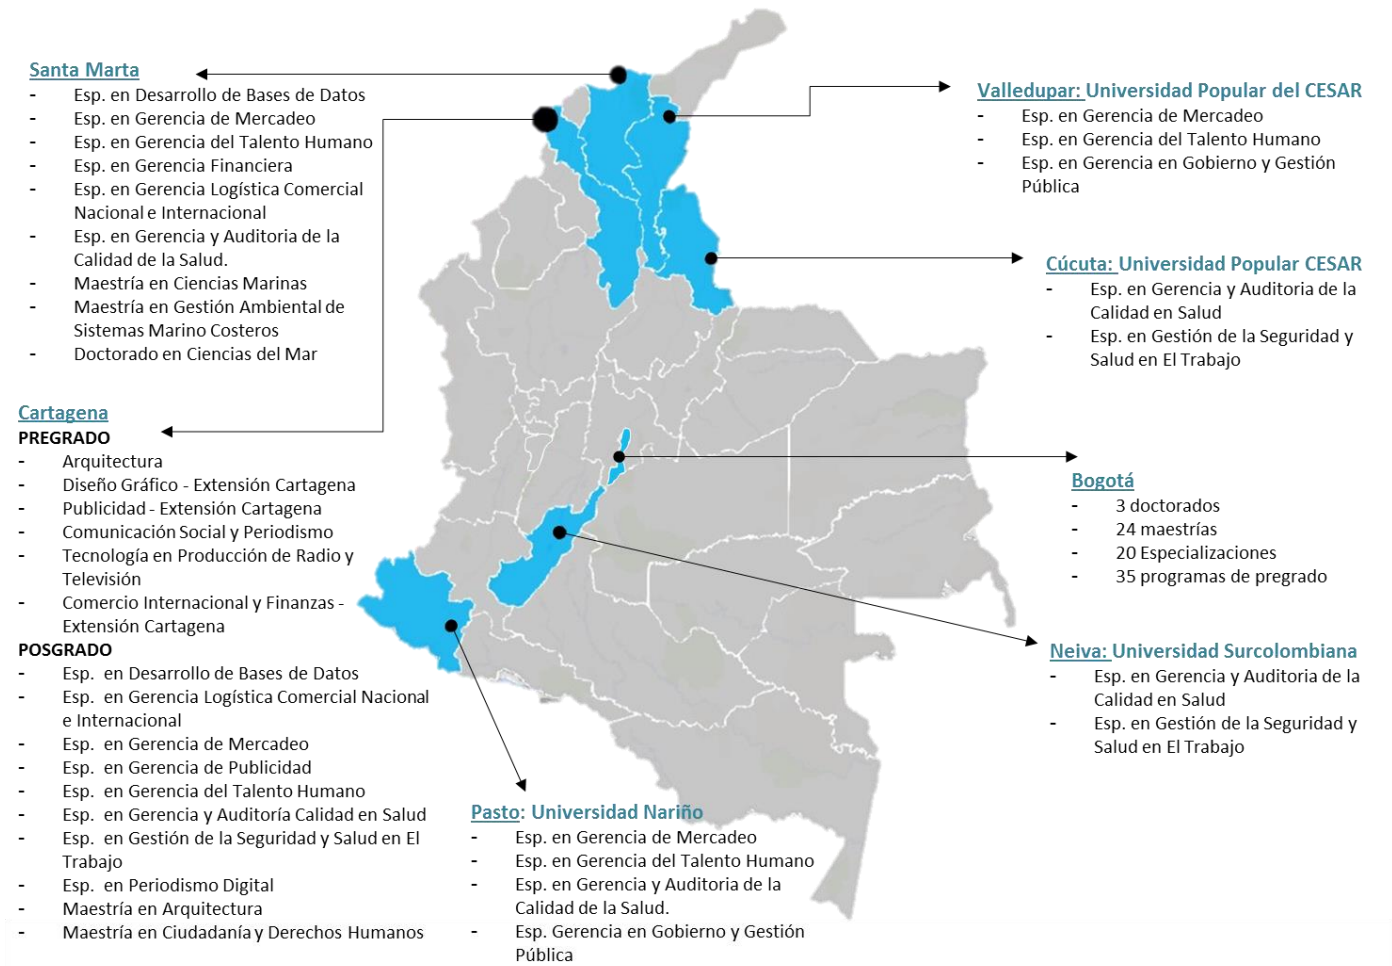 Santa Marta
- Esp. en Desarrollo de Bases de Datos
- Esp. en Gerencia de Mercadeo
- Esp. en Gerencia del Talento Humano
- Esp. en Gerencia Financiera
- Esp. en Gerencia Logística Comercial
Nacional e Internacional
- Esp. en Gerencia y Auditoria de la
Calidad de la Salud.
- Maestría en Ciencias Marinas
- Maestría en Gestión Ambiental de
Sistemas Marino Costeros
- Doctorado en Ciencias del Mar
Cartagena
PREGRADO
- Arquitectura
- Diseño Gráfico - Extensión Cartagena
- Publicidad - Extensión Cartagena
- Comunicación Social y Periodismo
- Tecnología en Producción de Radio y
Televisión
- Comercio Internacional y Finanzas -
Extensión Cartagena
POSGRADO
- Esp. en Desarrollo de Bases de Datos
- Esp. en Gerencia Logística Comercial Nacional
e Internacional
- Esp. en Gerencia de Mercadeo
- Esp. en Gerencia de Publicidad
- Esp. en Gerencia del Talento Humano
- Esp. en Gerencia y Auditoría Calidad en Salud
- Esp. en Gestión de la Seguridad y Salud en El
Trabajo
- Esp. en Periodismo Digital
- Maestría en Arquitectura
- Maestría en Ciudadanía y Derechos Humanos
Pasto: Universidad Nariño
- Esp. en Gerencia de Mercadeo
- Esp. en Gerencia del Talento Humano
- Esp. en Gerencia y Auditoria de la
Calidad de la Salud.
- Esp. Gerencia en Gobierno y Gestión
Pública
Valledupar: Universidad Popular del CESAR
- Esp. en Gerencia de Mercadeo
- Esp. en Gerencia del Talento Humano
- Esp. en Gerencia en Gobierno y Gestión
Pública
Cúcuta: Universidad Popular CESAR
- Esp. en Gerencia y Auditoria de la
Calidad en Salud
- Esp. en Gestión de la Seguridad y
Salud en El Trabajo
Bogotá
- 3 doctorados
- 24 maestrías
- 20 Especializaciones
- 35 programas de pregrado
Neiva: Universidad Surcolombiana
- Esp. en Gerencia y Auditoria de la
Calidad en Salud
- Esp. en Gestión de la Seguridad y
Salud en El Trabajo